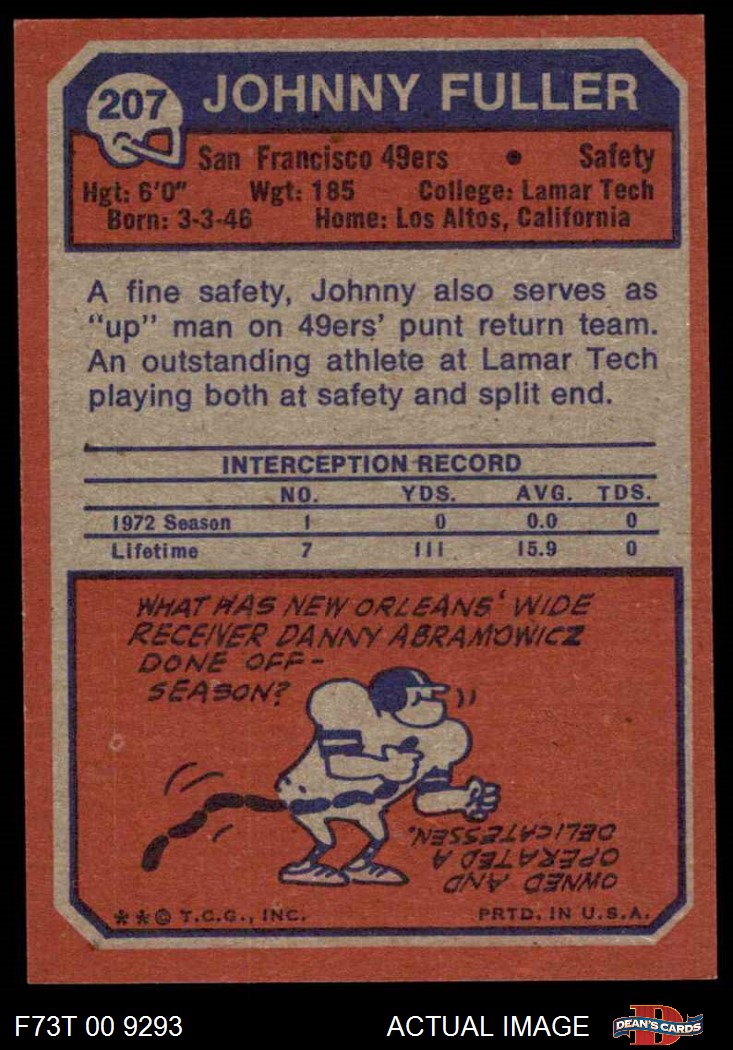 207
JOHNNY FULLER
San Francisco 49ers • Safety
Hgt: 6'0" Wgt: 185 College: Lamar Tech
Born: 3-3-46 Home: Los Altos, California
A fine safety, Johnny also serves as
"up" man on 49ers' punt return team.
An outstanding athlete at Lamar Tech
playing both at safety and split end.
INTERCEPTION RECORD
NO. YDS. AVG. TDS.
1972 Season 1 0 0.0 0
Lifetime 7 111 15.9 0
WHAT HAS NEW ORLEANS' WIDE
RECEIVER DANNY ABRAMOWICZ
DONE OFF-
SEASON?
OWNED AND
OPERATED A
DELICATESSEN.
**© T.C.G., INC. PRTD. IN U.S.A.
F73T 00 9293 ACTUAL IMAGE
D DEAN'S CARDS